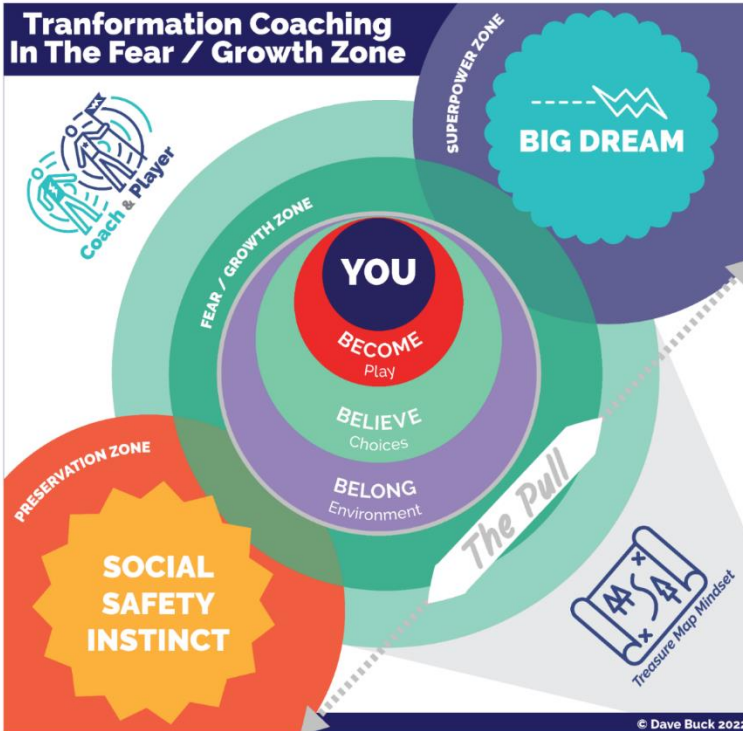 Tranformation Coaching
In The Fear / Growth Zone
SUPERPOWER ZONE
BIG DREAM
Coach & Player
FEAR / GROWTH ZONE
YOU
BECOME
Play
BELIEVE
Choices
BELONG
Environment
The Pull
PRESERVATION ZONE
SOCIAL
SAFETY
INSTINCT
Treasure Map Mindset
© Dave Buck 2022